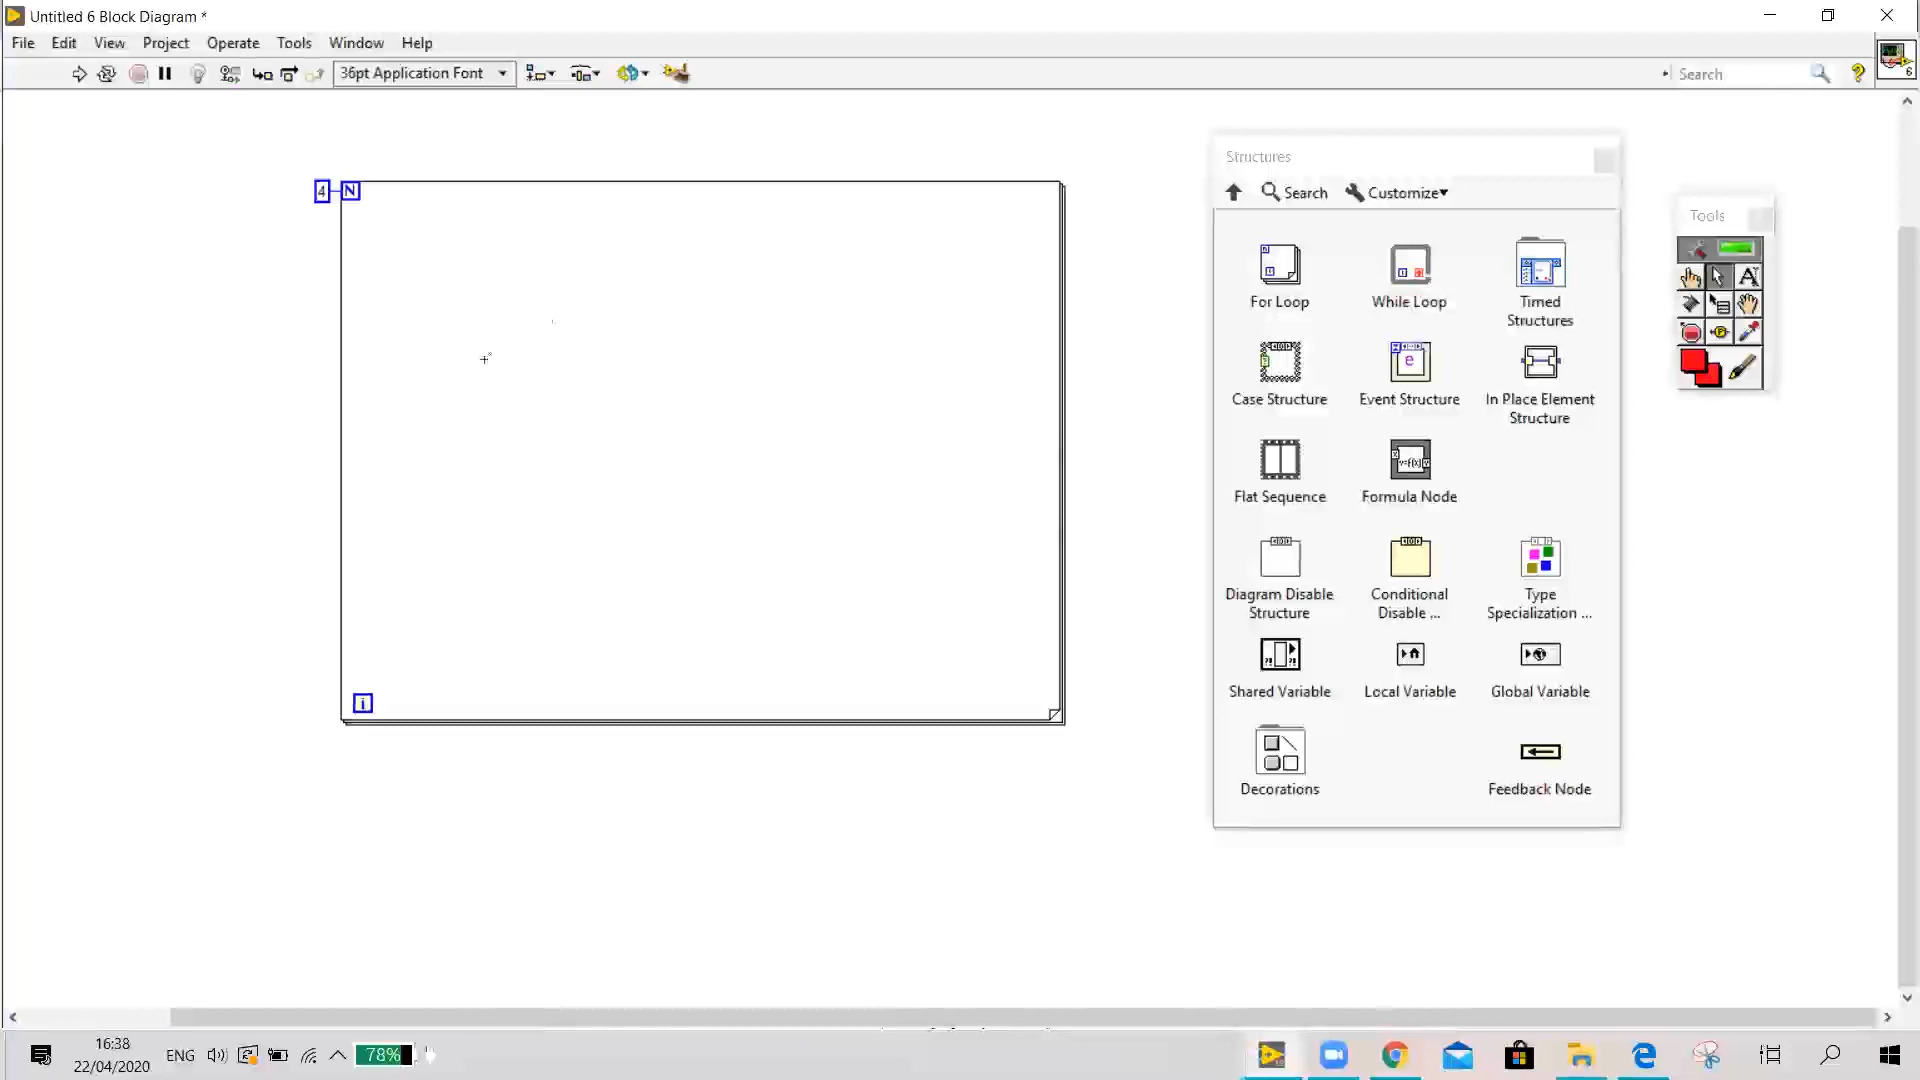 Untitled 6 Block Diagram *
File Edit View Project Operate Tools Window Help
36pt Application Font
Search
6
4 N
i
Structures
Search Customize
For Loop
While Loop
Timed
Structures
Case Structure
Event Structure
In Place Element
Structure
Flat Sequence
Formula Node
Diagram Disable
Structure
Conditional
Disable ...
Type
Specialization ...
Shared Variable
Local Variable
Global Variable
Decorations
Feedback Node
Tools
16:38
22/04/2020
ENG
78%